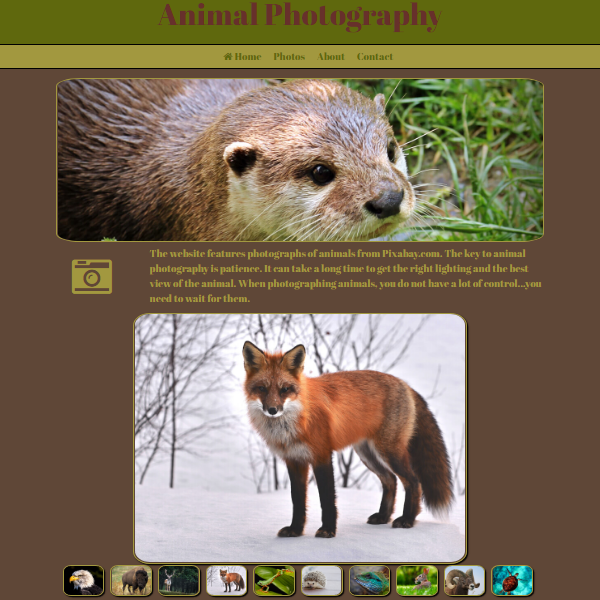 Animal Photography
Home Photos About Contact
The website features photographs of animals from Pixabay.com. The key to animal
photography is patience. It can take a long time to get the right lighting and the best
view of the animal. When photographing animals, you do not have a lot of control...you
need to wait for them.